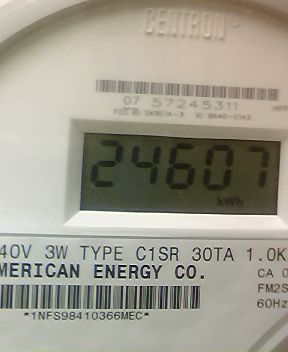 CENTRON®
07 57245311
24607
kWh
40V 3W TYPE C1SR 30TA 1.0K
MERICAN ENERGY CO.
CA 0
FM2S
60Hz
*1NFS98410366MEC*